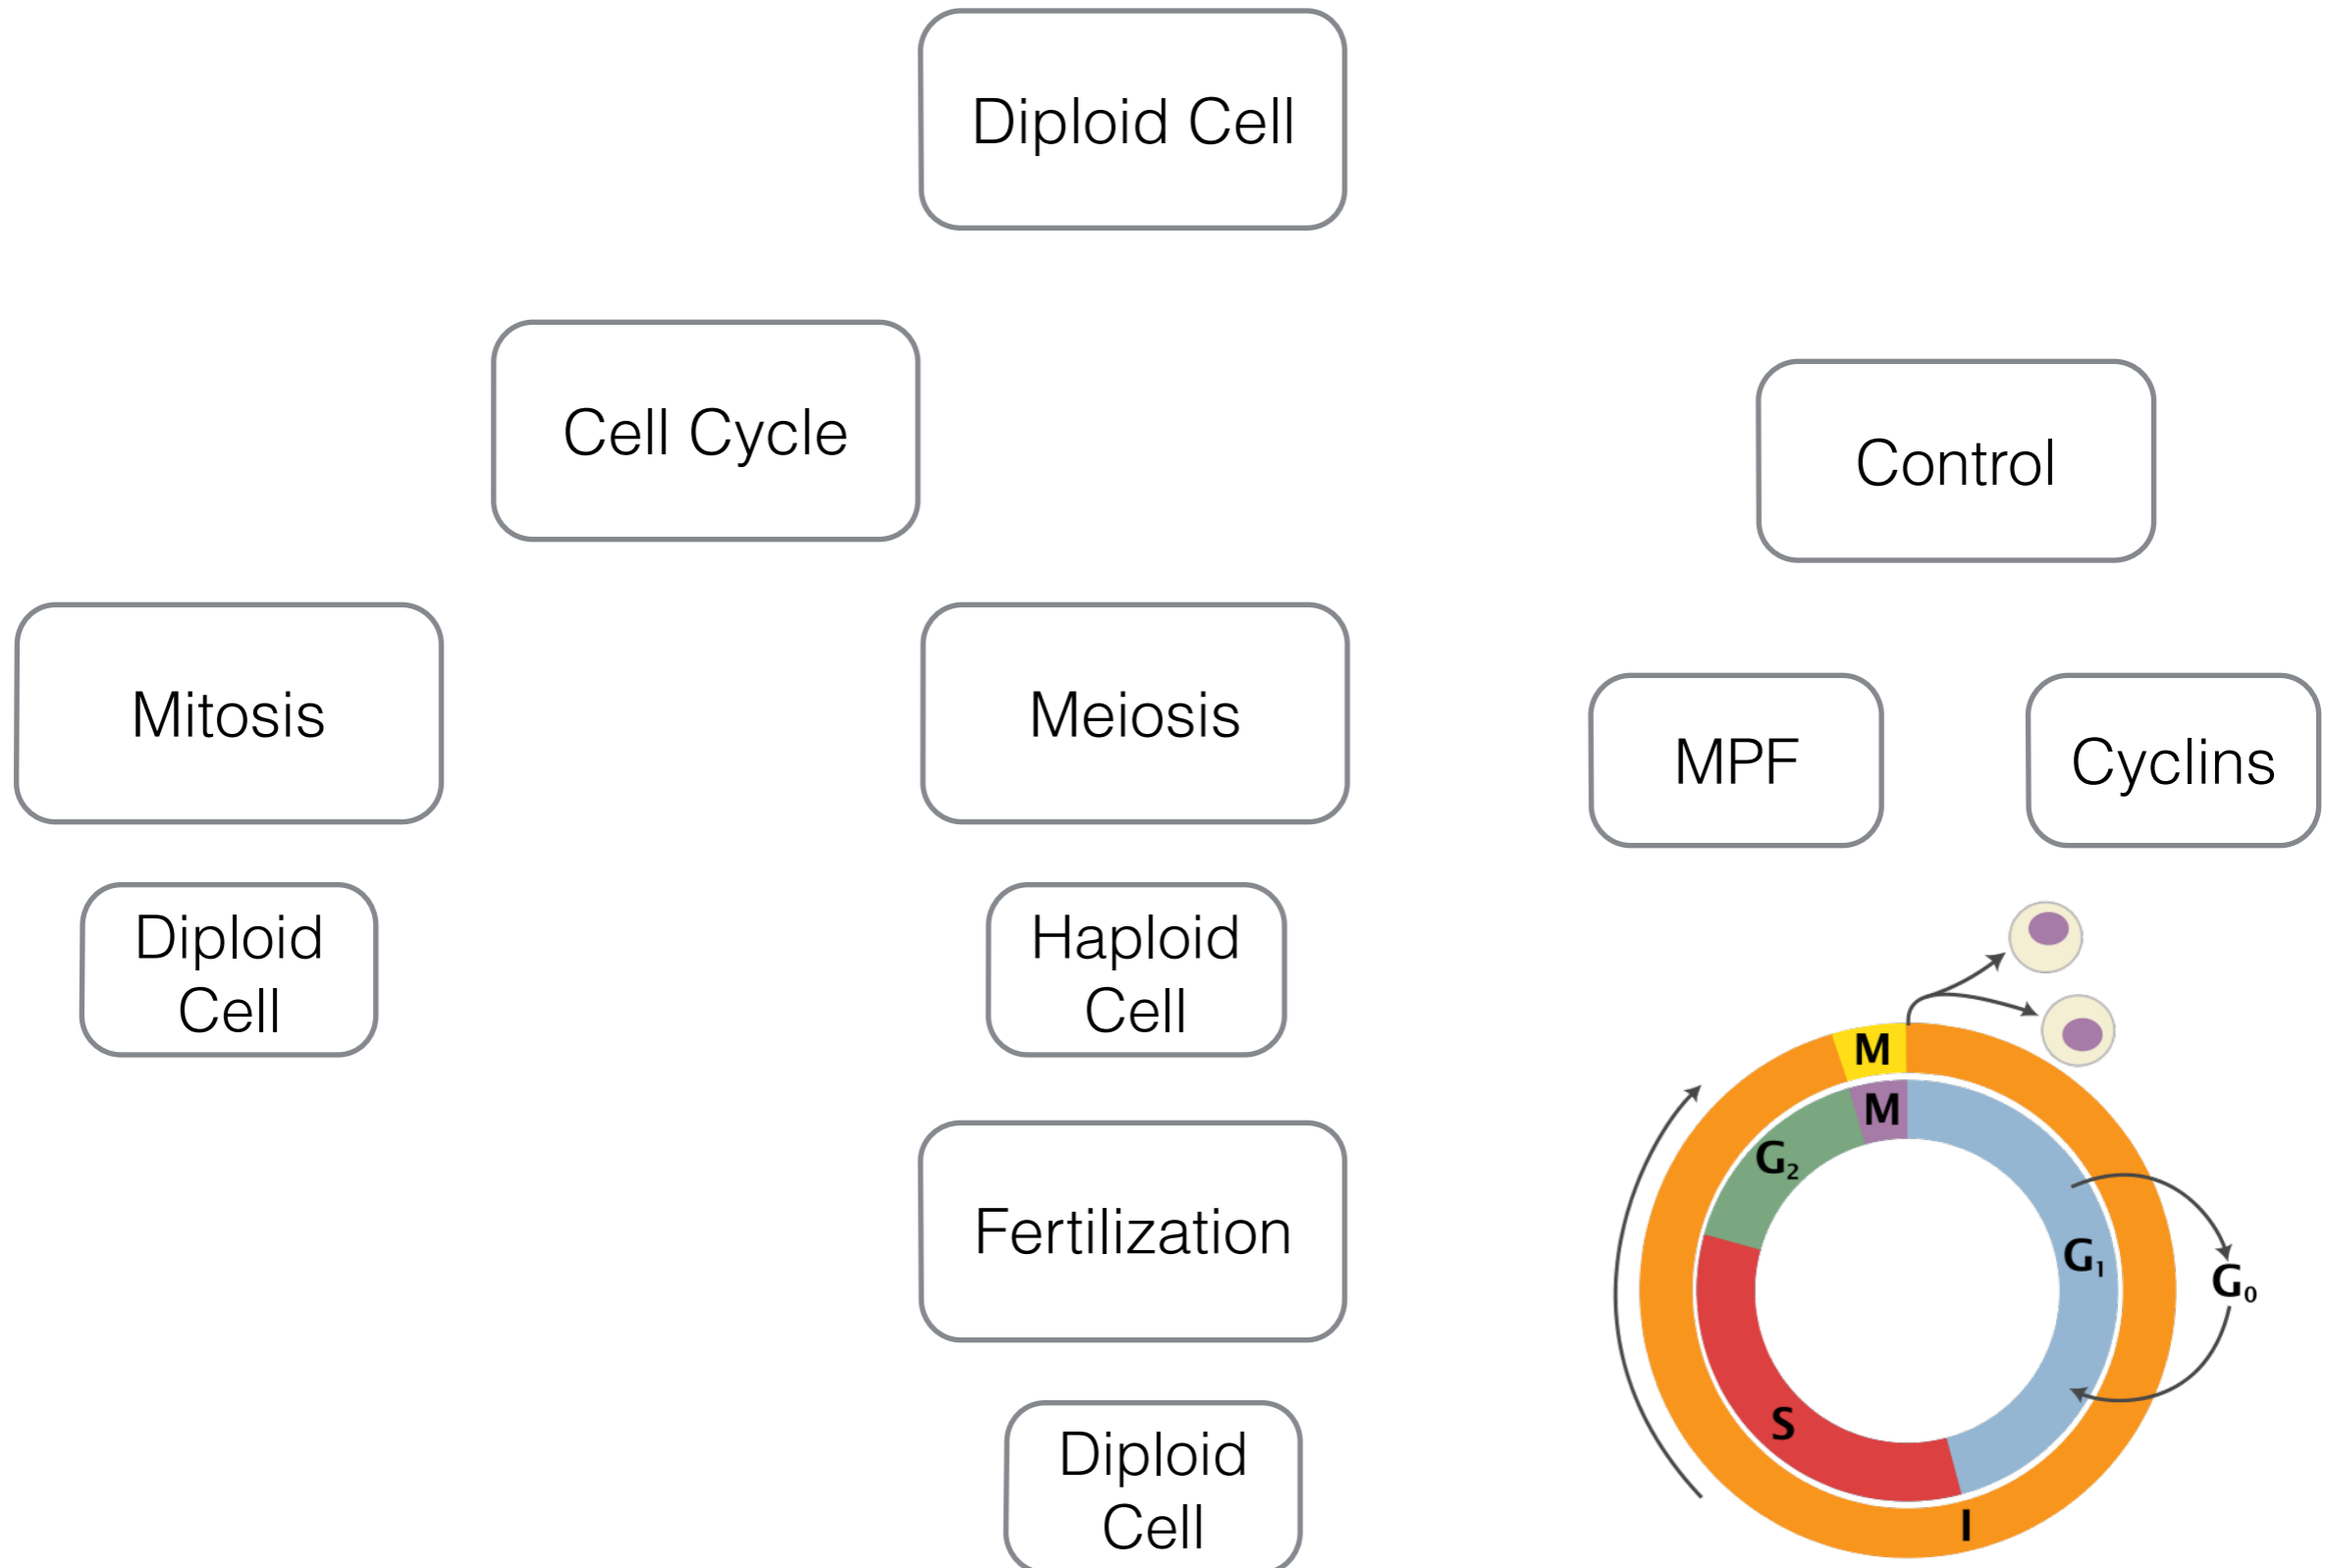 Diploid Cell
Cell Cycle
Control
Mitosis
Meiosis
MPF
Cyclins
Diploid
Cell
Haploid
Cell
Fertilization
Diploid
Cell
M
M
G₂
G₁
G₀
S
I